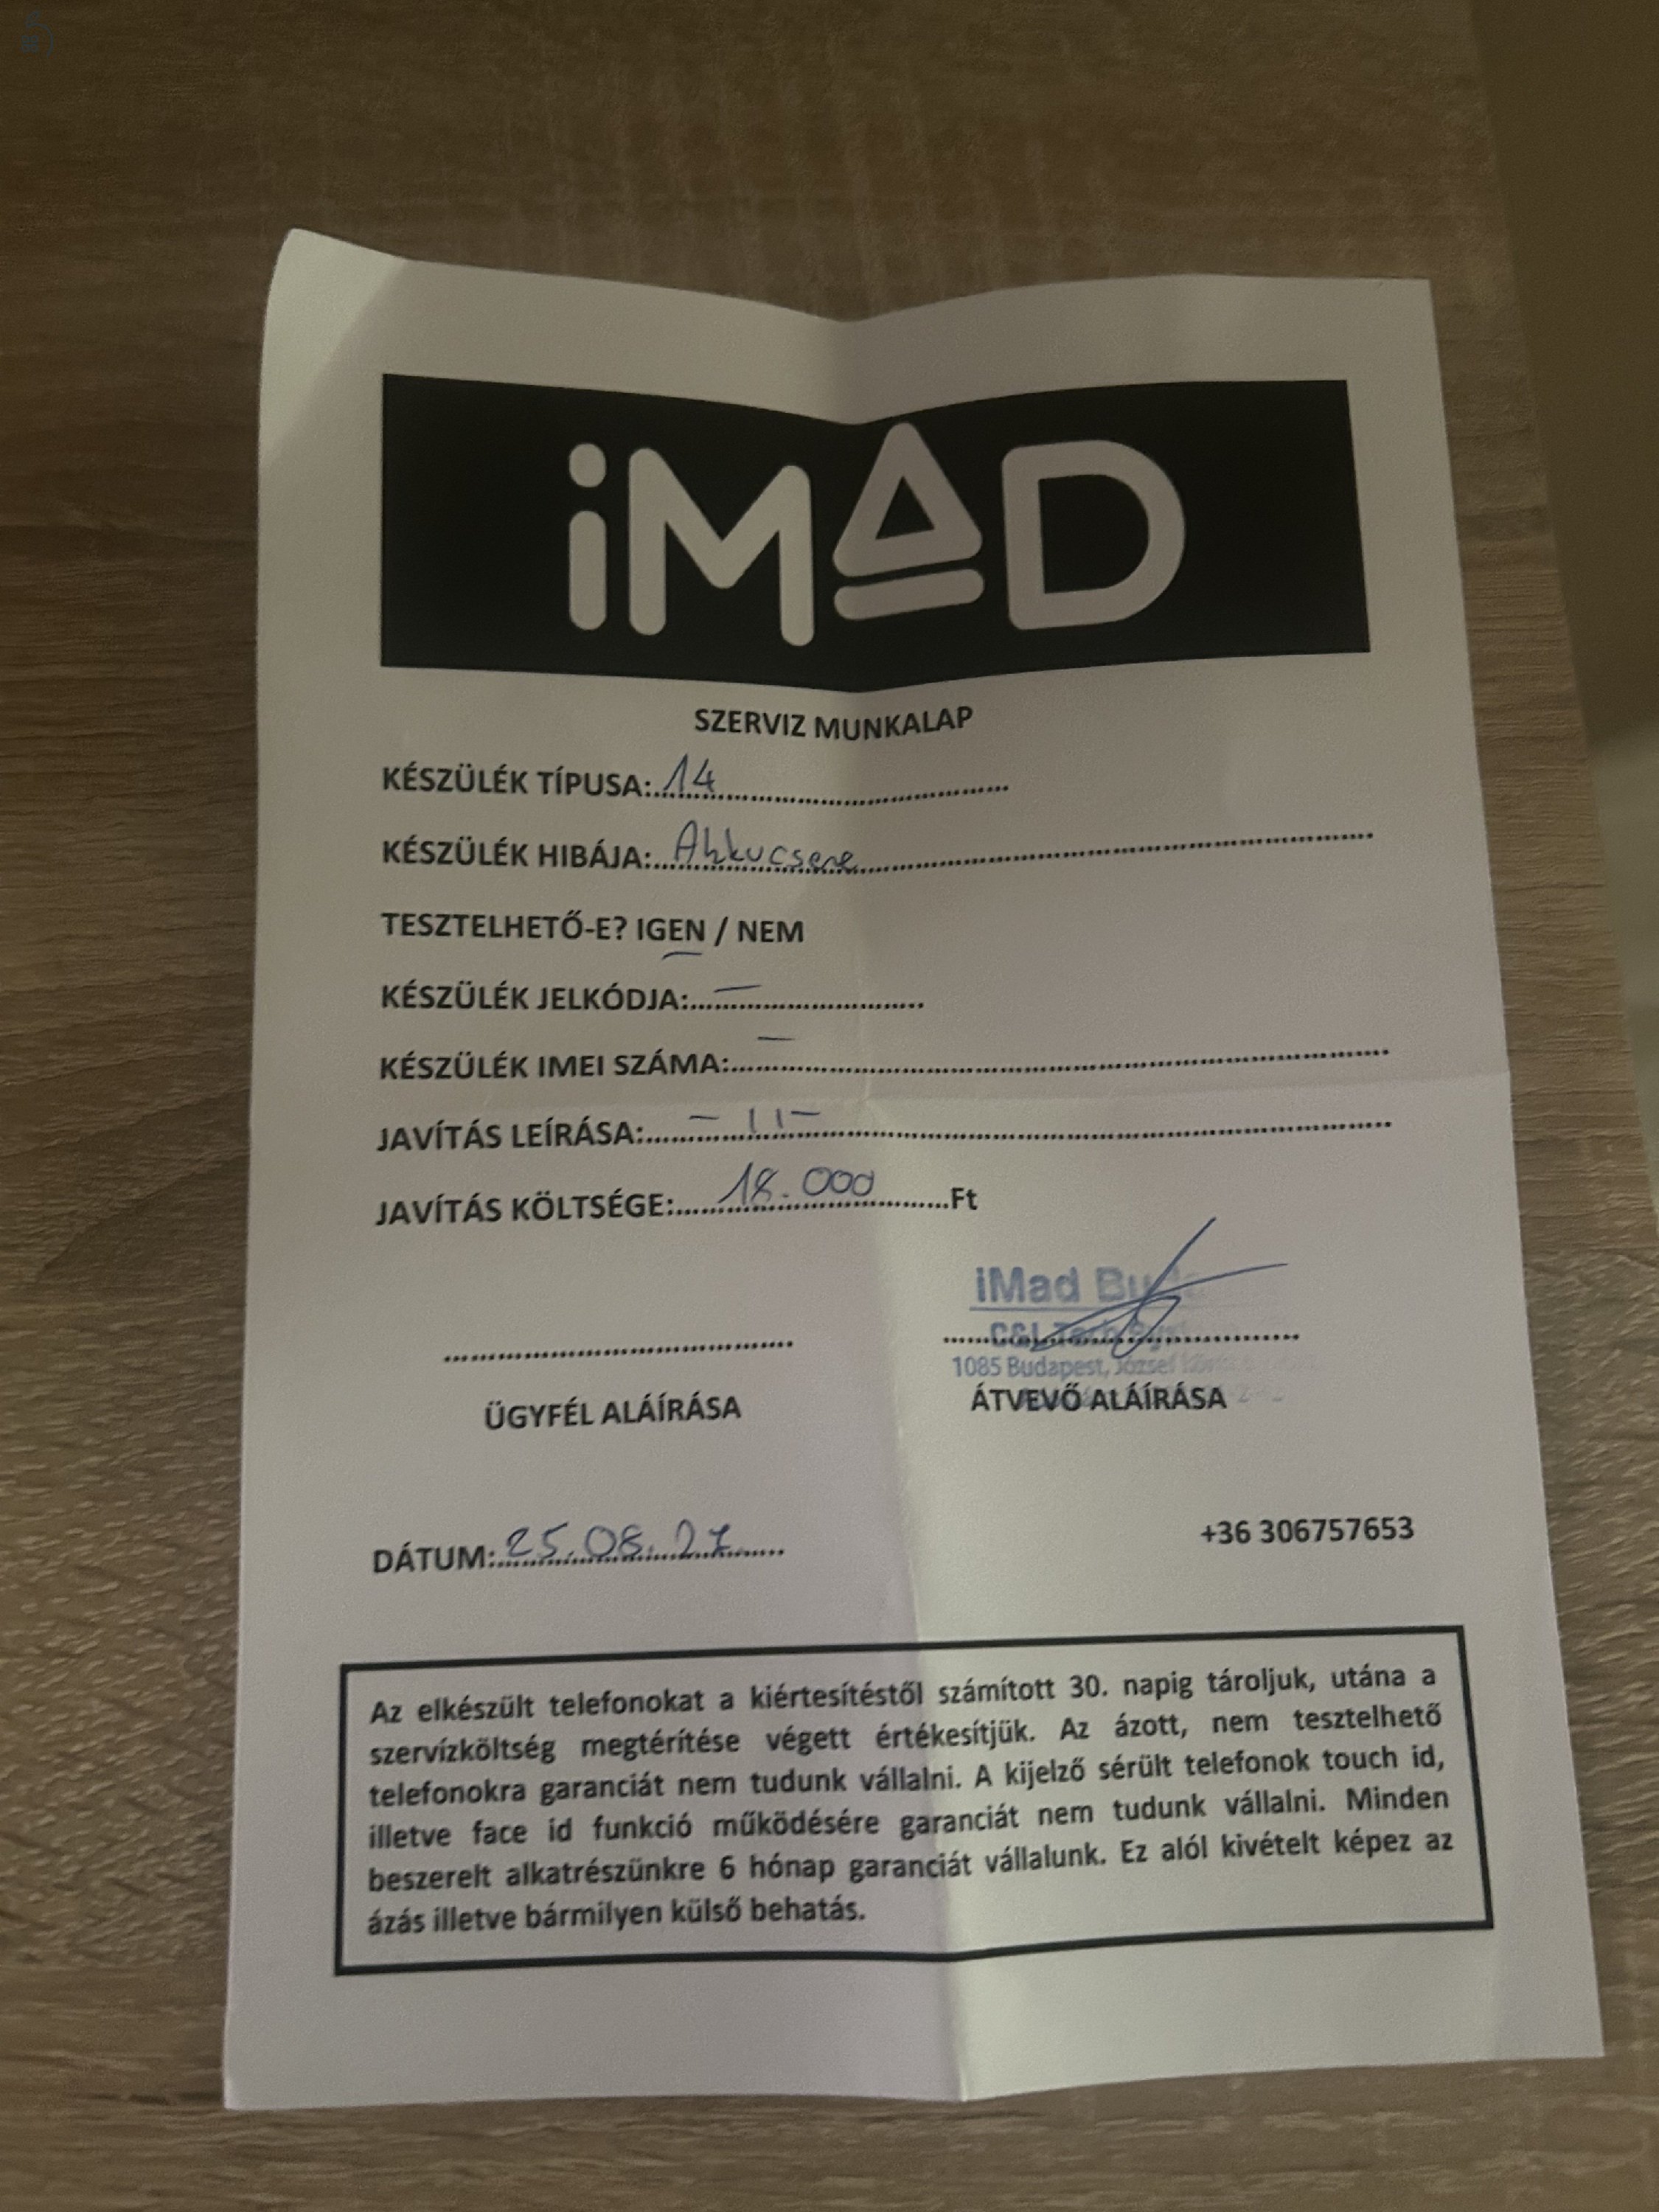 iMAD
SZERVIZ MUNKALAP
KÉSZÜLÉK TÍPUSA: 14
KÉSZÜLÉK HIBÁJA: Akkucsere
TESZTELHETŐ-E? IGEN / NEM
KÉSZÜLÉK JELKÓDJA: –
KÉSZÜLÉK IMEI SZÁMA: –
JAVÍTÁS LEÍRÁSA: – 11 –
JAVÍTÁS KÖLTSÉGE: 18.000 Ft
iMad
C&L Tech
1085 Budapest, József
ÜGYFÉL ALÁÍRÁSA ÁTVEVŐ ALÁÍRÁSA
+36 306757653
DÁTUM: 25.08.27.
Az elkészült telefonokat a kiértesítéstől számított 30. napig tároljuk, utána a
szervízköltség megtérítése végett értékesítjük. Az ázott, nem tesztelhető
telefonokra garanciát nem tudunk vállalni. A kijelző sérült telefonok touch id,
illetve face id funkció működésére garanciát nem tudunk vállalni. Minden
beszerelt alkatrészünkre 6 hónap garanciát vállalunk. Ez alól kivételt képez az
ázás illetve bármilyen külső behatás.